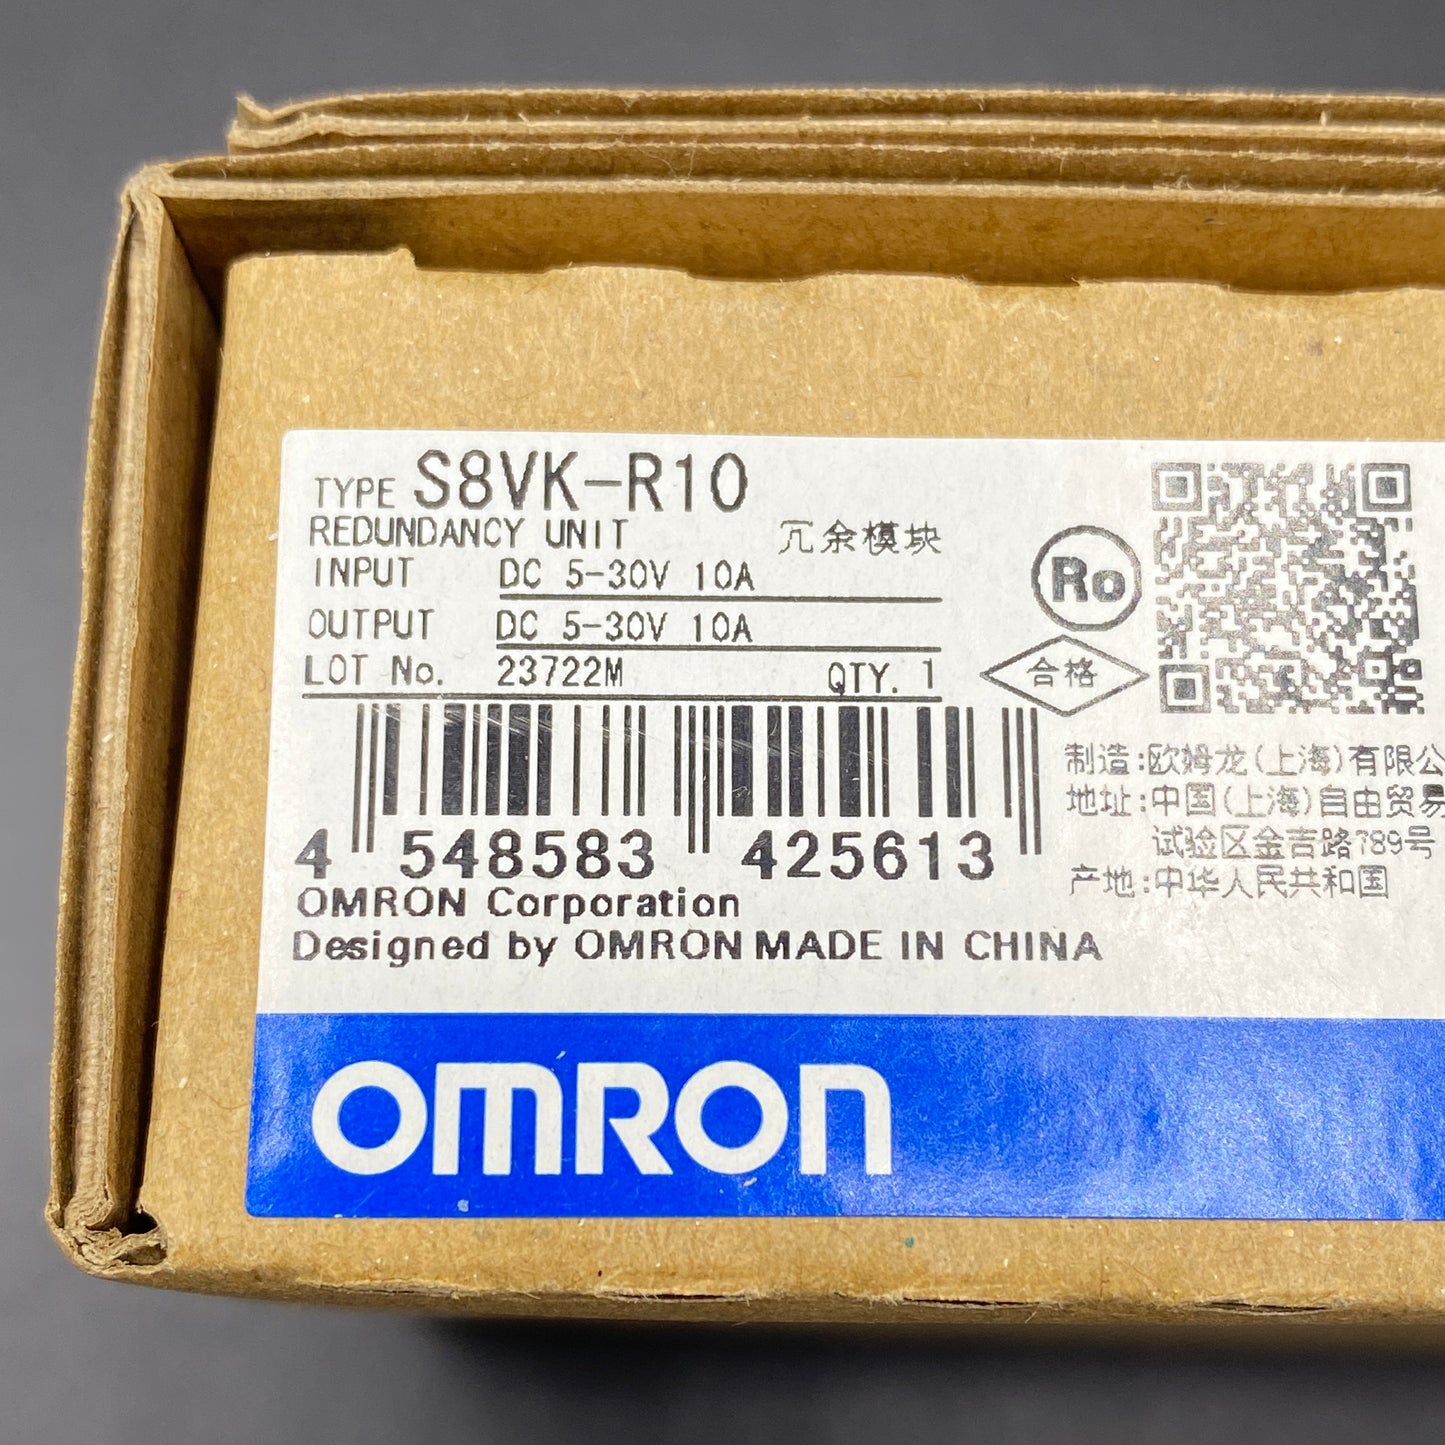 TYPE S8VK-R10
REDUNDANCY UNIT 冗余模块
INPUT DC 5-30V 10A
OUTPUT DC 5-30V 10A
LOT No. 23722M QTY. 1
Ro
合格
4 548583 425613
制造:欧姆龙(上海)有限公
地址:中国(上海)自由贸易
试验区金吉路789号
产地:中华人民共和国
OMRON Corporation
Designed by OMRON MADE IN CHINA
OMRON